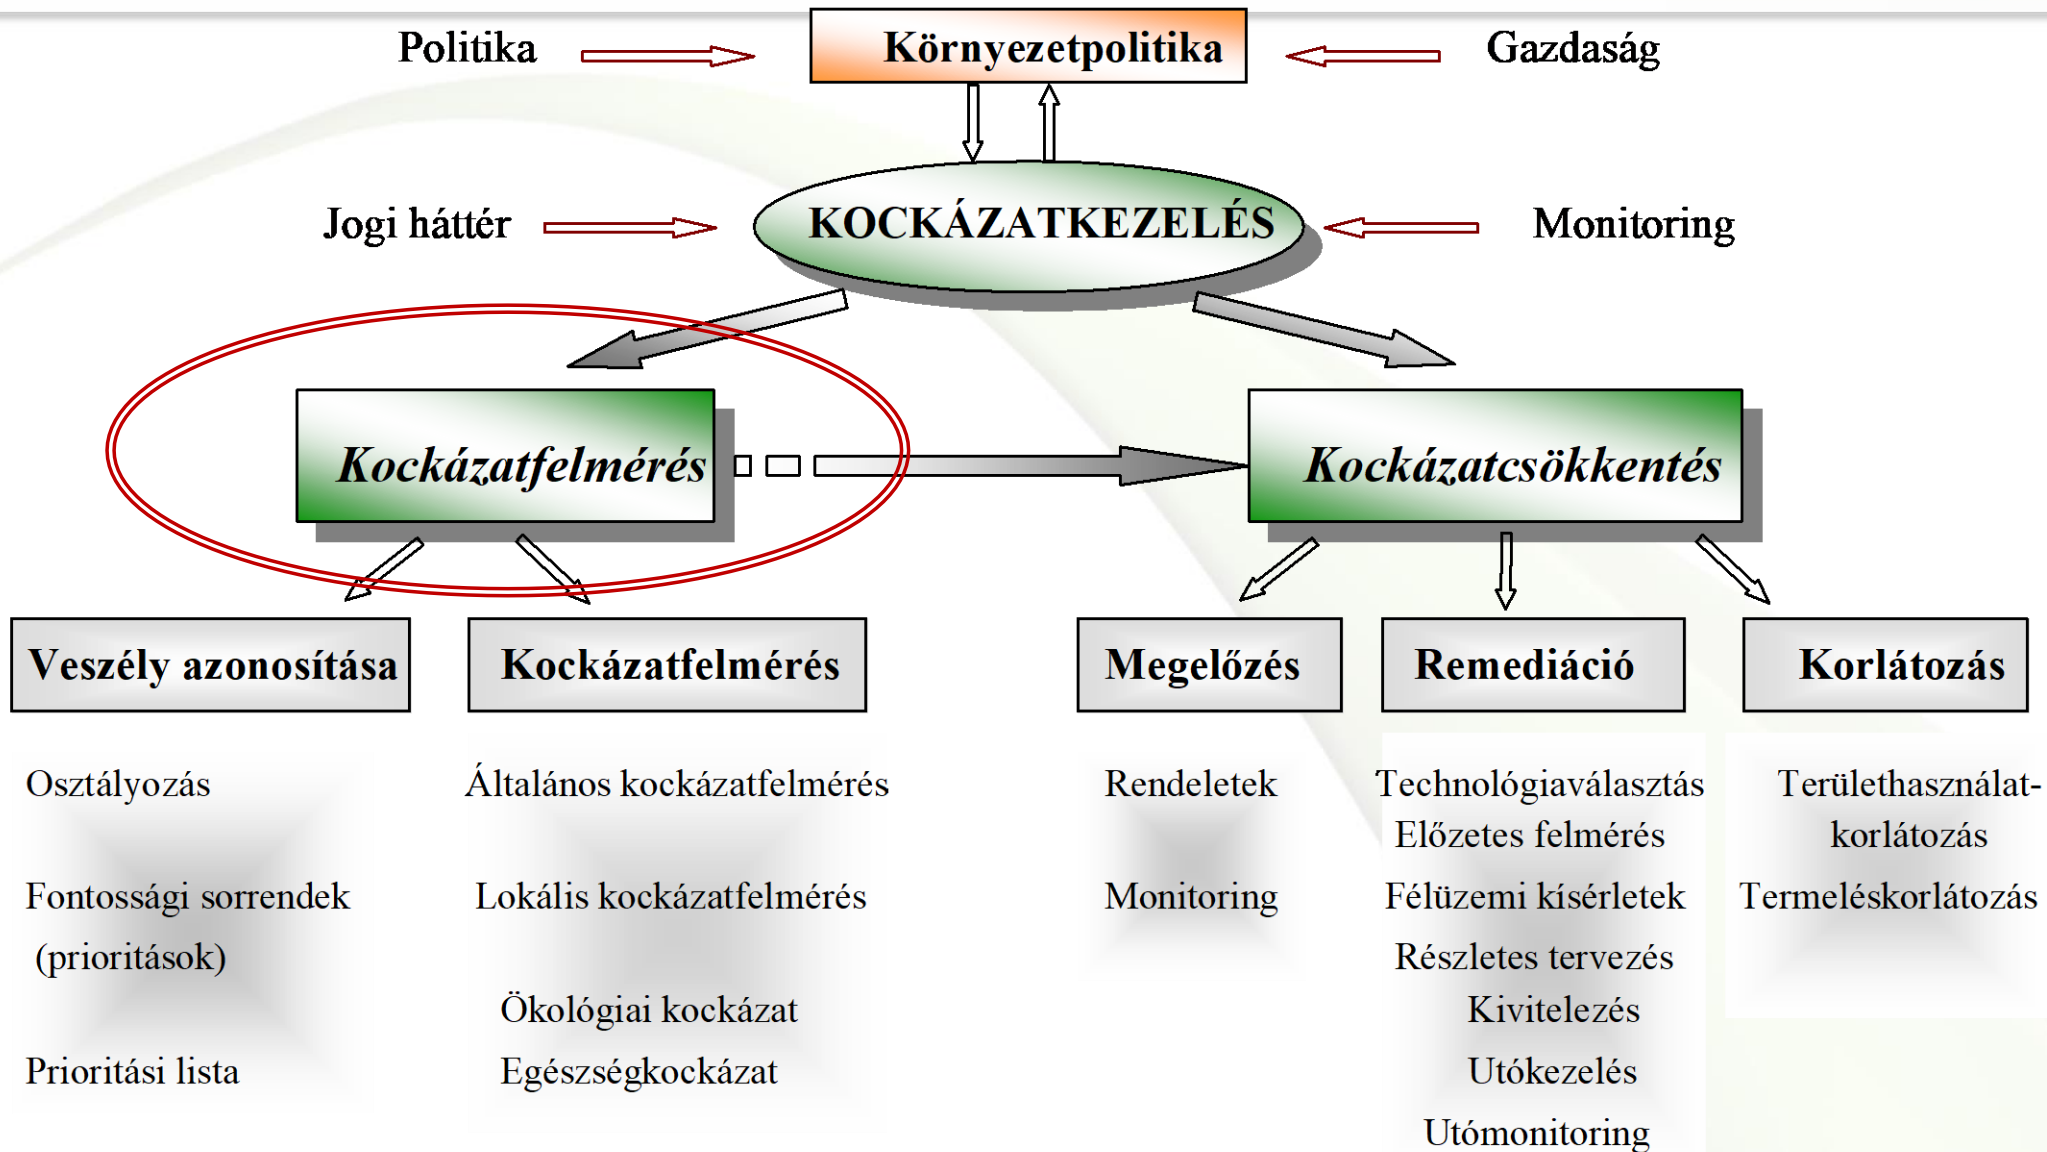 Politika
Környezetpolitika
Gazdaság
Jogi háttér
KOCKÁZATKEZELÉS
Monitoring
Kockázatfelmérés
Kockázatcsökkentés
Veszély azonosítása
Kockázatfelmérés
Megelőzés
Remediáció
Korlátozás
Osztályozás
Fontossági sorrendek
(prioritások)
Prioritási lista
Általános kockázatfelmérés
Lokális kockázatfelmérés
Ökológiai kockázat
Egészségkockázat
Rendeletek
Monitoring
Technológiaválasztás
Előzetes felmérés
Félüzemi kísérletek
Részletes tervezés
Kivitelezés
Utókezelés
Utómonitoring
Területhasználat-
korlátozás
Terméléskorlátozás